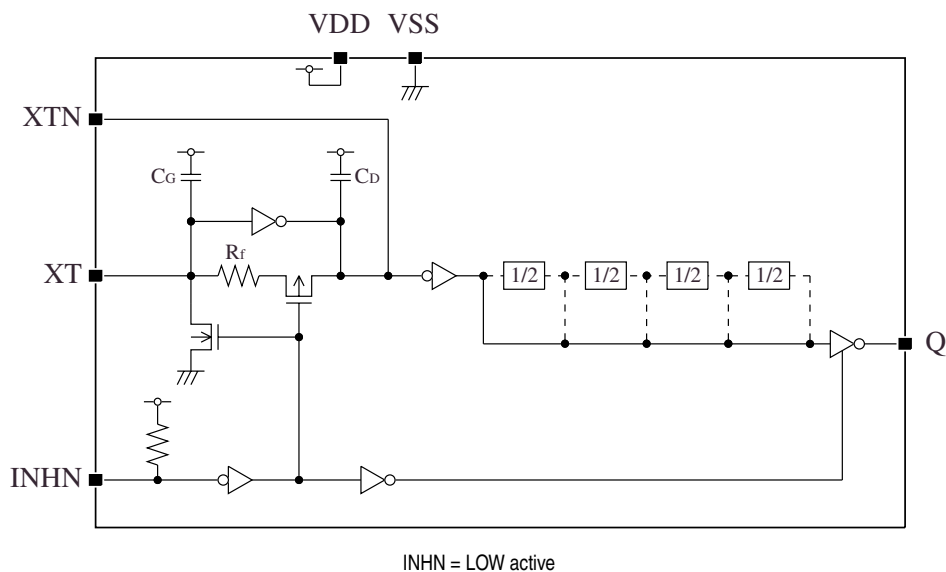 VDD VSS
XTN
CG CD
Rf
XT
1/2 1/2 1/2 1/2
Q
INHN
INHN = LOW active